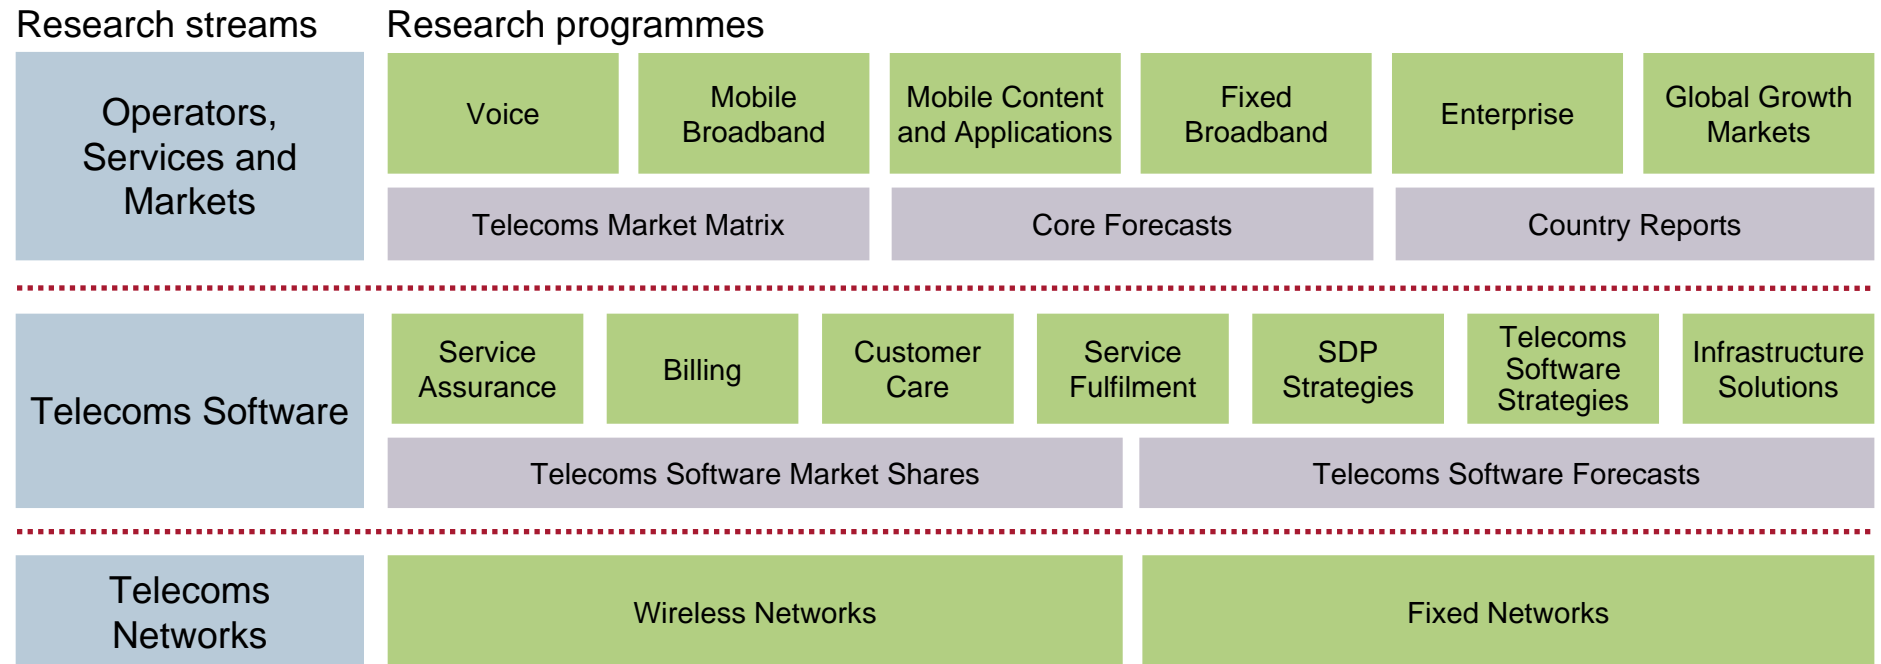 Research streams
Research programmes
Operators,
Services and
Markets
Voice
Mobile
Broadband
Mobile Content
and Applications
Fixed
Broadband
Enterprise
Global Growth
Markets
Telecoms Market Matrix
Core Forecasts
Country Reports
Telecoms Software
Service
Assurance
Billing
Customer
Care
Service
Fulfilment
SDP
Strategies
Telecoms
Software
Strategies
Infrastructure
Solutions
Telecoms Software Market Shares
Telecoms Software Forecasts
Telecoms
Networks
Wireless Networks
Fixed Networks